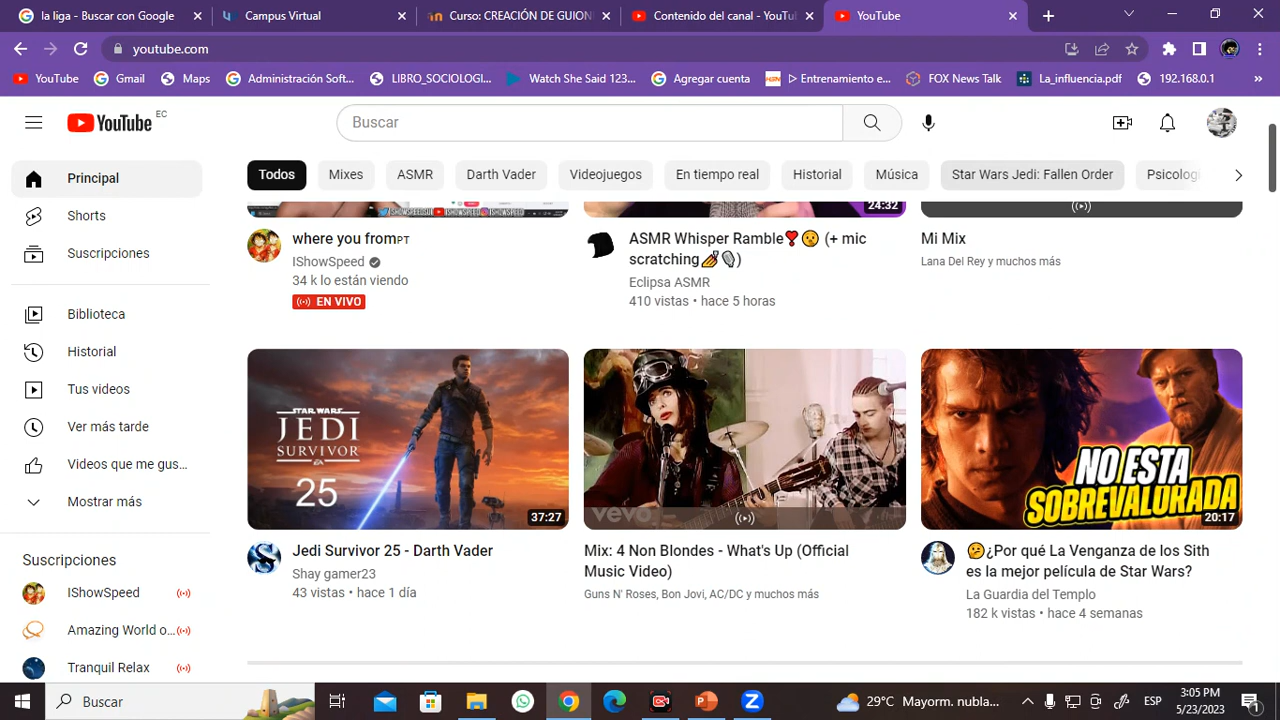 la liga - Buscar con Google
Campus Virtual
Curso: CREACIÓN DE GUION
Contenido del canal - YouTu
YouTube
youtube.com
YouTube
Gmail
Maps
Administración Soft...
LIBRO_SOCIOLOGI...
Watch She Said 123...
Agregar cuenta
▷ Entrenamiento e...
FOX News Talk
La_influencia.pdf
192.168.0.1
»
YouTube EC
Buscar
Principal
Shorts
Suscripciones
Biblioteca
Historial
Tus videos
Ver más tarde
Videos que me gus...
Mostrar más
Suscripciones
IShowSpeed
Amazing World o...
Tranquil Relax
Todos
Mixes
ASMR
Darth Vader
Videojuegos
En tiempo real
Historial
Música
Star Wars Jedi: Fallen Order
Psicologí
where you fromPT
IShowSpeed
34 k lo están viendo
EN VIVO
24:32
ASMR Whisper Ramble❣️😮 (+ mic
scratching💅🎙)
Eclipsa ASMR
410 vistas • hace 5 horas
Mi Mix
Lana Del Rey y muchos más
STAR WARS
JEDI
SURVIVOR
EA
25
37:27
Jedi Survivor 25 - Darth Vader
Shay gamer23
43 vistas • hace 1 día
vevo
Mix: 4 Non Blondes - What's Up (Official
Music Video)
Guns N' Roses, Bon Jovi, AC/DC y muchos más
NO ESTA
SOBREVALORADA
20:17
🤔¿Por qué La Venganza de los Sith
es la mejor película de Star Wars?
La Guardia del Templo
182 k vistas • hace 4 semanas
Buscar
29°C Mayorm. nubla...
ESP
3:05 PM
5/23/2023
1